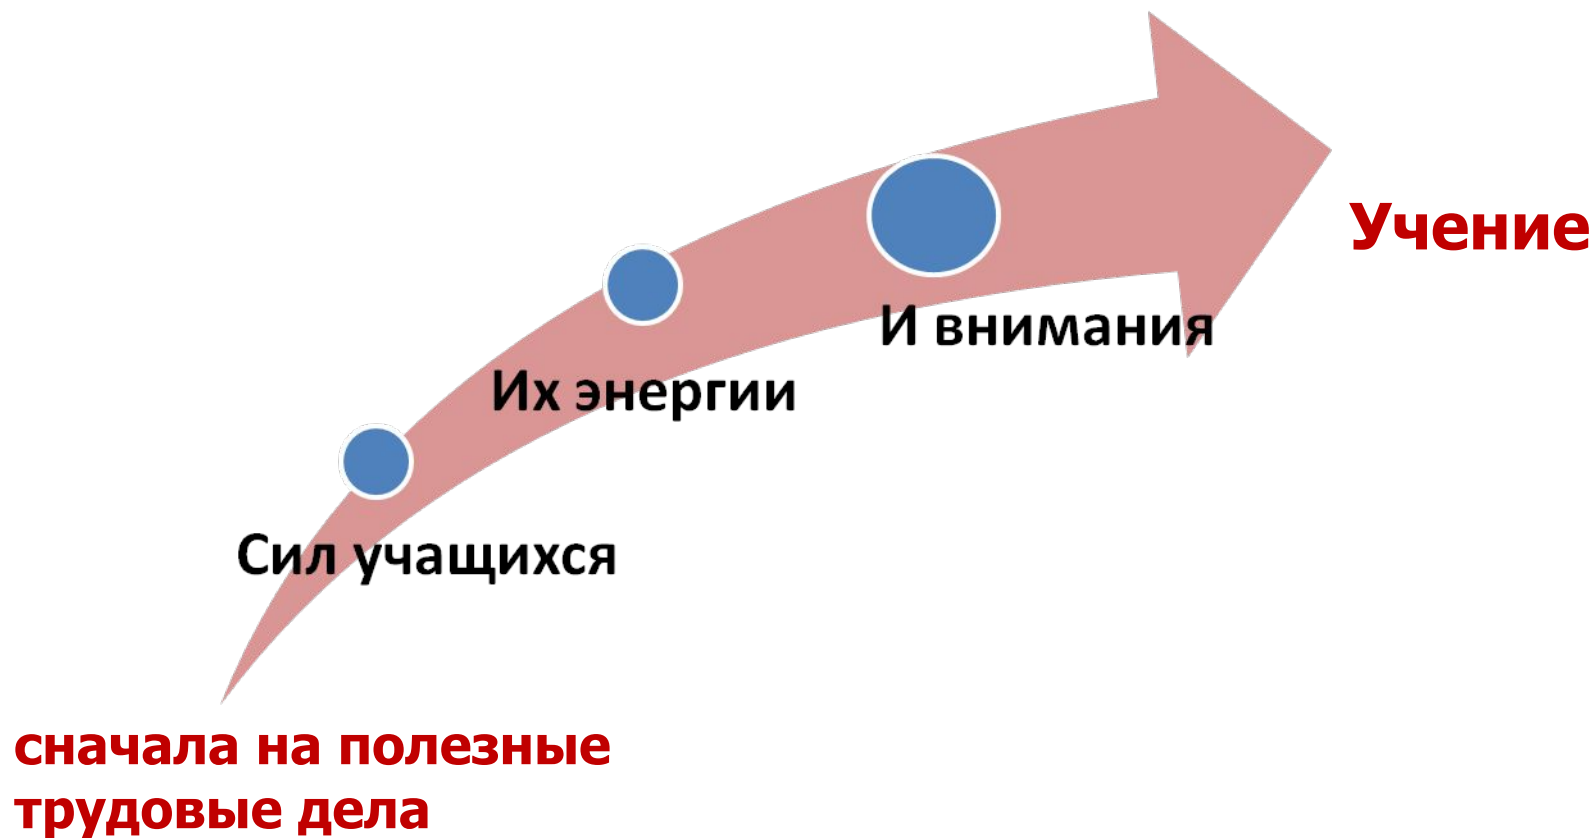 Учение
И внимания
Их энергии
Сил учащихся
сначала на полезные
трудовые дела